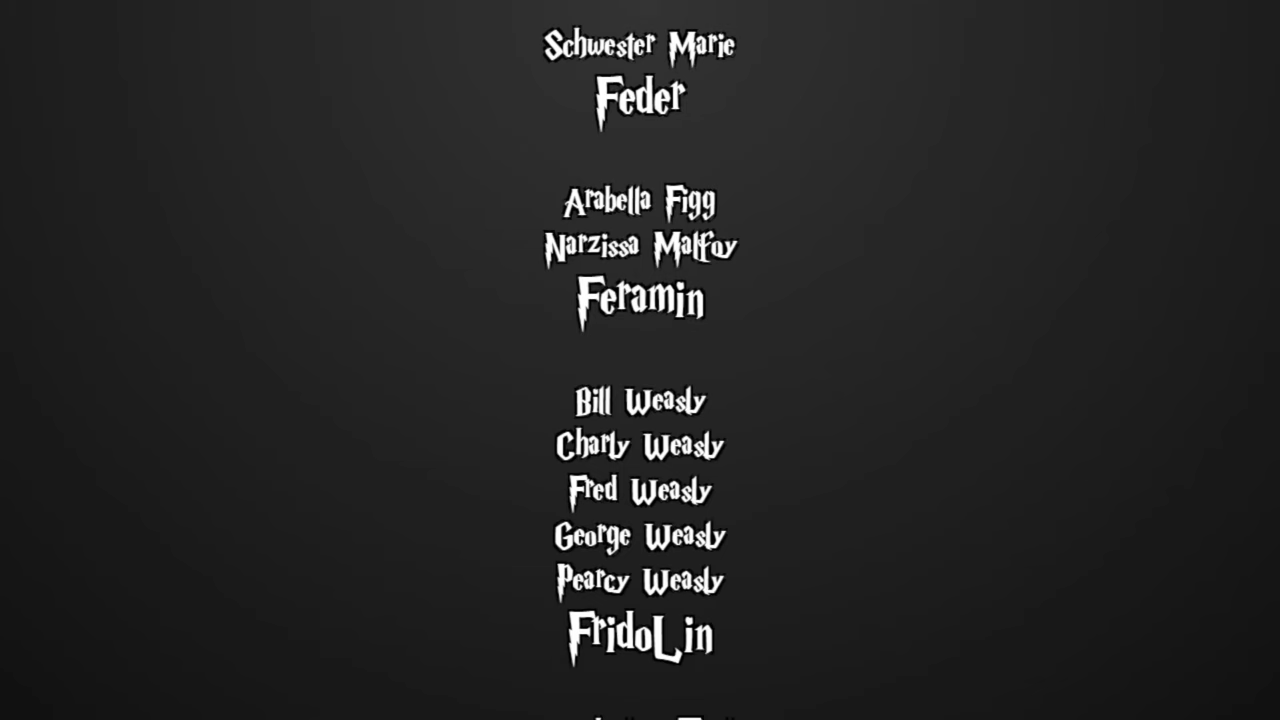 Schwester Marie
Feder
Arabella Figg
Narzissa Malfoy
Feramin
Bill Weasly
Charly Weasly
Fred Weasly
George Weasly
Pearcy Weasly
FridoLin